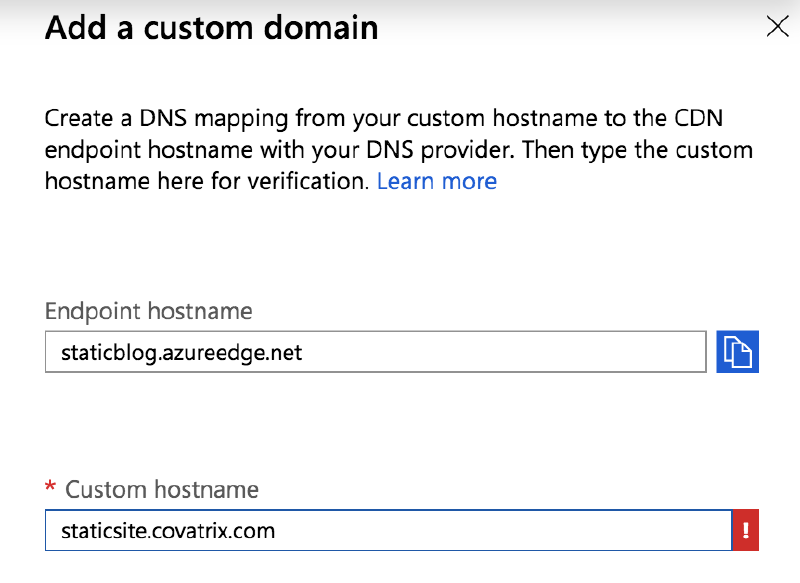 Add a custom domain
Create a DNS mapping from your custom hostname to the CDN
endpoint hostname with your DNS provider. Then type the custom
hostname here for verification. Learn more
Endpoint hostname
staticblog.azureedge.net
* Custom hostname
staticsite.covatrix.com
!